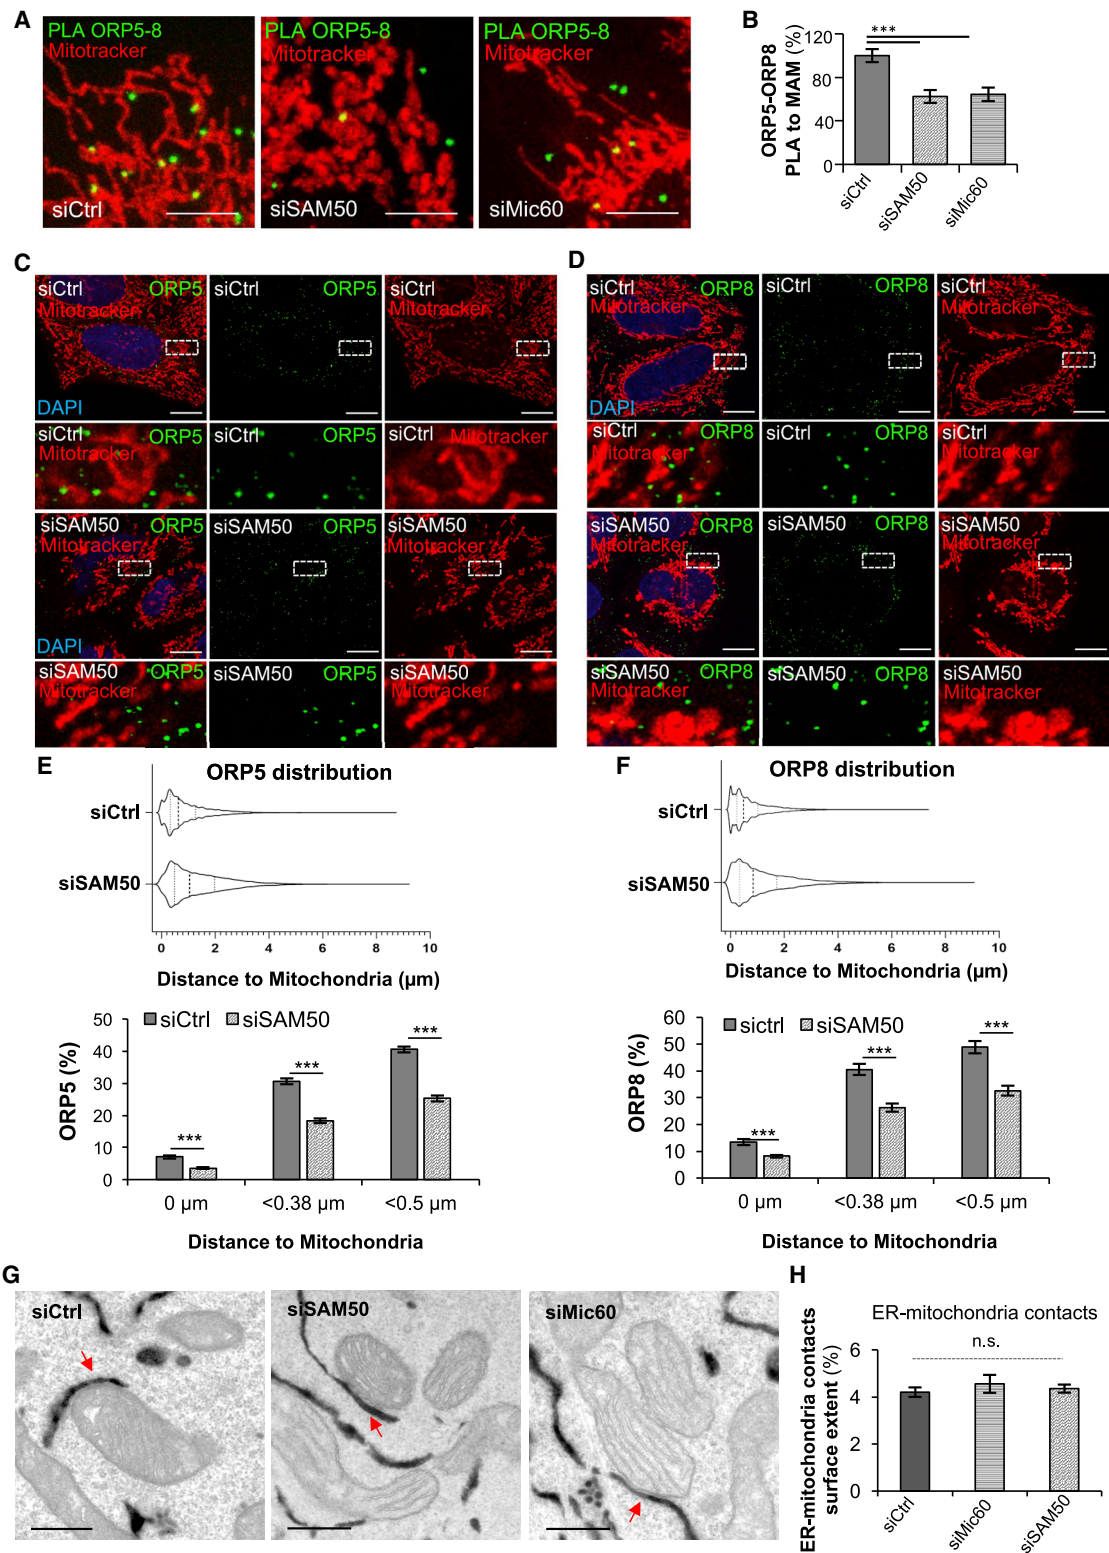 A
PLA ORP5-8
Mitotracker
siCtrl
PLA ORP5-8
Mitotracker
siSAM50
PLA ORP5-8
Mitotracker
siMic60
B
ORP5-ORP8
PLA to MAM (%)
120
80
40
0
***
siCtrl
siSAM50
siMic60
C
siCtrl ORP5
Mitotracker
DAPI
siCtrl ORP5
siCtrl
Mitotracker
siCtrl ORP5
Mitotracker
siCtrl ORP5
siCtrl Mitotracker
siSAM50 ORP5
Mitotracker
DAPI
siSAM50 ORP5
siSAM50
Mitotracker
siSAM50 ORP5
Mitotracker
siSAM50 ORP5
siSAM50
Mitotracker
D
siCtrl ORP8
Mitotracker
DAPI
siCtrl ORP8
siCtrl
Mitotracker
siCtrl ORP8
Mitotracker
siCtrl ORP8
siCtrl
Mitotracker
siSAM50 ORP8
Mitotracker
DAPI
siSAM50 ORP8
siSAM50
Mitotracker
siSAM50 ORP8
Mitotracker
siSAM50 ORP8
siSAM50
Mitotracker
E
ORP5 distribution
siCtrl
siSAM50
0 2 4 6 8 10
Distance to Mitochondria (µm)
siCtrl siSAM50
ORP5 (%)
50
40
30
20
10
0
***
***
***
0 µm <0.38 µm <0.5 µm
Distance to Mitochondria
F
ORP8 distribution
siCtrl
siSAM50
0 2 4 6 8 10
Distance to Mitochondria (µm)
sictrl siSAM50
ORP8 (%)
60
50
40
30
20
10
0
***
***
***
0 µm <0.38 µm <0.5 µm
Distance to Mitochondria
G
siCtrl
siSAM50
siMic60
H
ER-mitochondria contacts
n.s.
ER-mitochondria contacts
surface extent (%)
6
4
2
0
siCtrl
siMic60
siSAM50